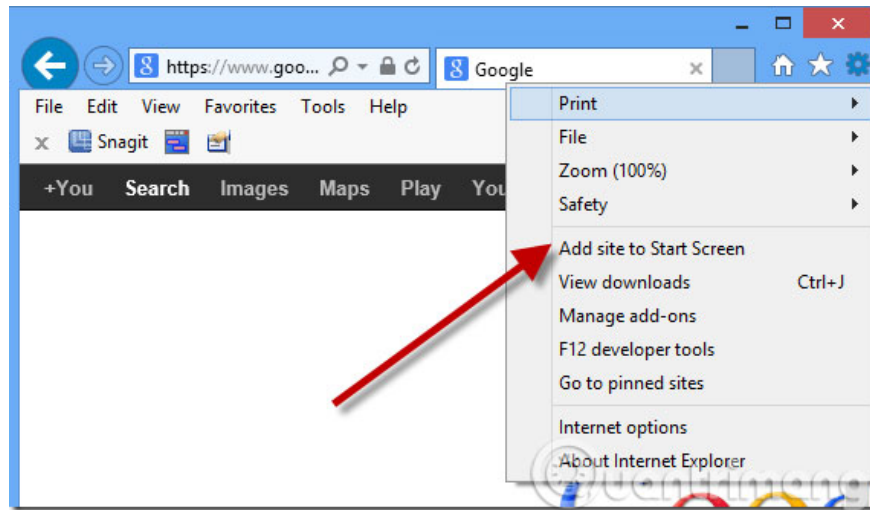 https://www.goo... Google
File Edit View Favorites Tools Help
x Snagit
+You Search Images Maps Play You
Print
File
Zoom (100%)
Safety
Add site to Start Screen
View downloads Ctrl+J
Manage add-ons
F12 developer tools
Go to pinned sites
Internet options
About Internet Explorer
Quantrimang